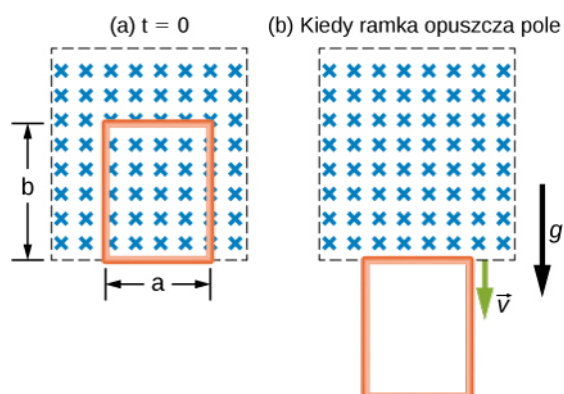 (a) t = 0
(b) Kiedy ramka opuszcza pole
b
a
g
v⃗